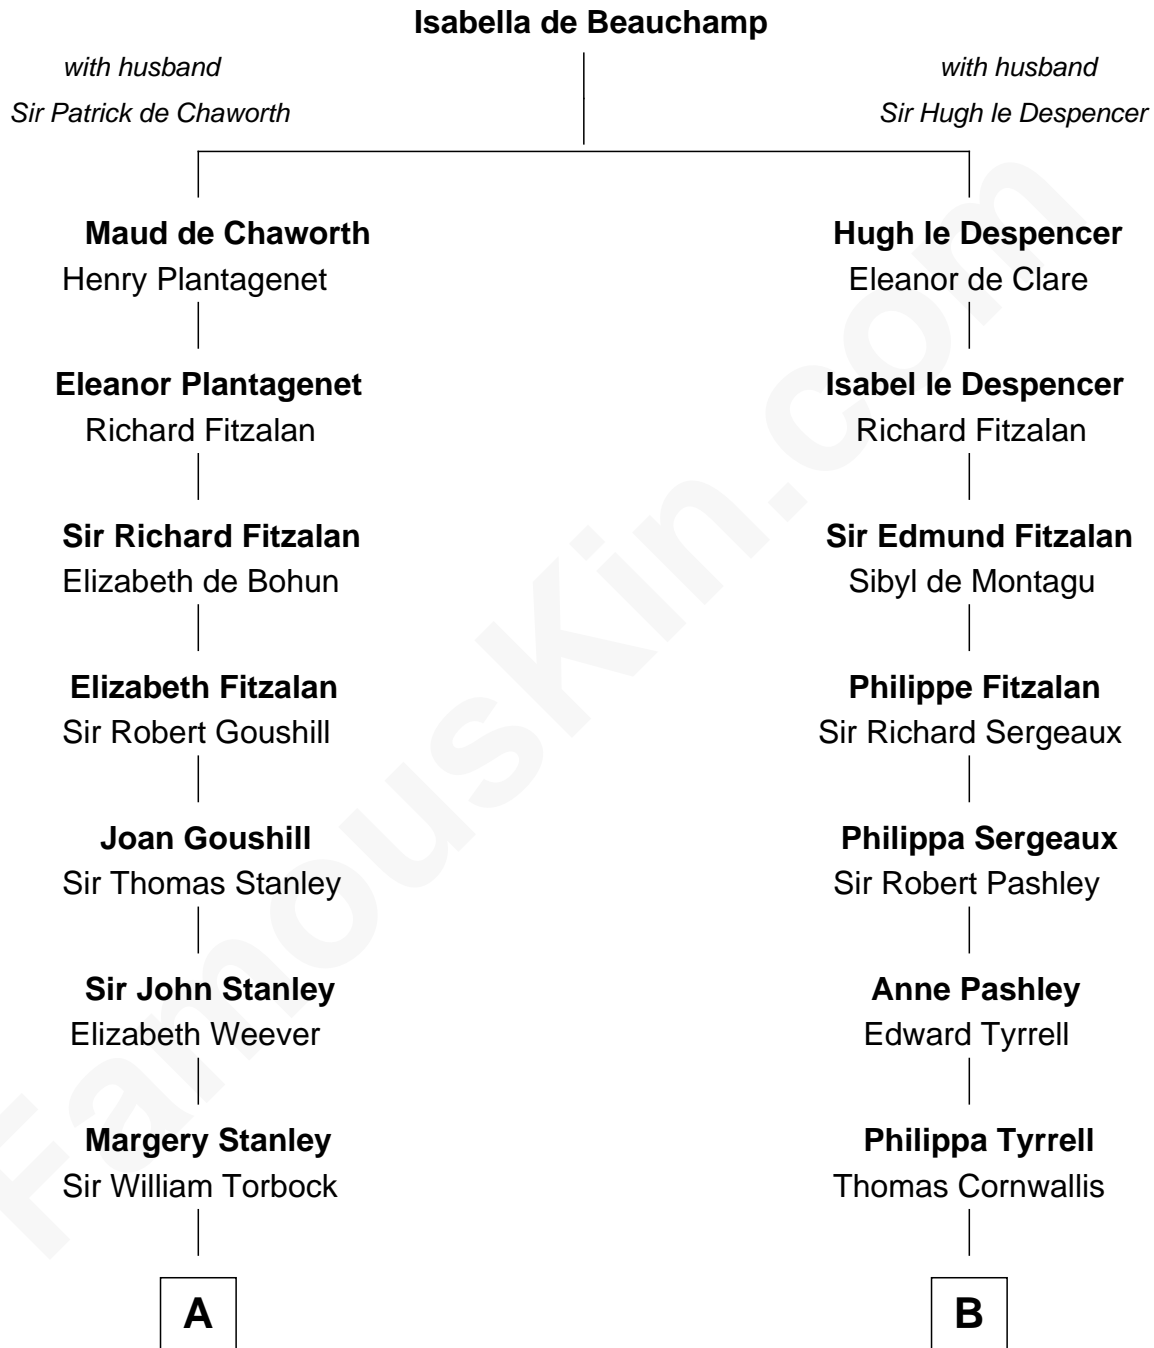 Isabella de Beauchamp
with husband
Sir Patrick de Chaworth
with husband
Sir Hugh le Despencer
Maud de Chaworth
Henry Plantagenet
Hugh le Despencer
Eleanor de Clare
Eleanor Plantagenet
Richard Fitzalan
Isabel le Despencer
Richard Fitzalan
Sir Richard Fitzalan
Elizabeth de Bohun
Sir Edmund Fitzalan
Sibyl de Montagu
Elizabeth Fitzalan
Sir Robert Goushill
Philippe Fitzalan
Sir Richard Sergeaux
Joan Goushill
Sir Thomas Stanley
Philippa Sergeaux
Sir Robert Pashley
Sir John Stanley
Elizabeth Weever
Anne Pashley
Edward Tyrrell
Margery Stanley
Sir William Torbock
Philippa Tyrrell
Thomas Cornwallis
A
B
FamousKin.com